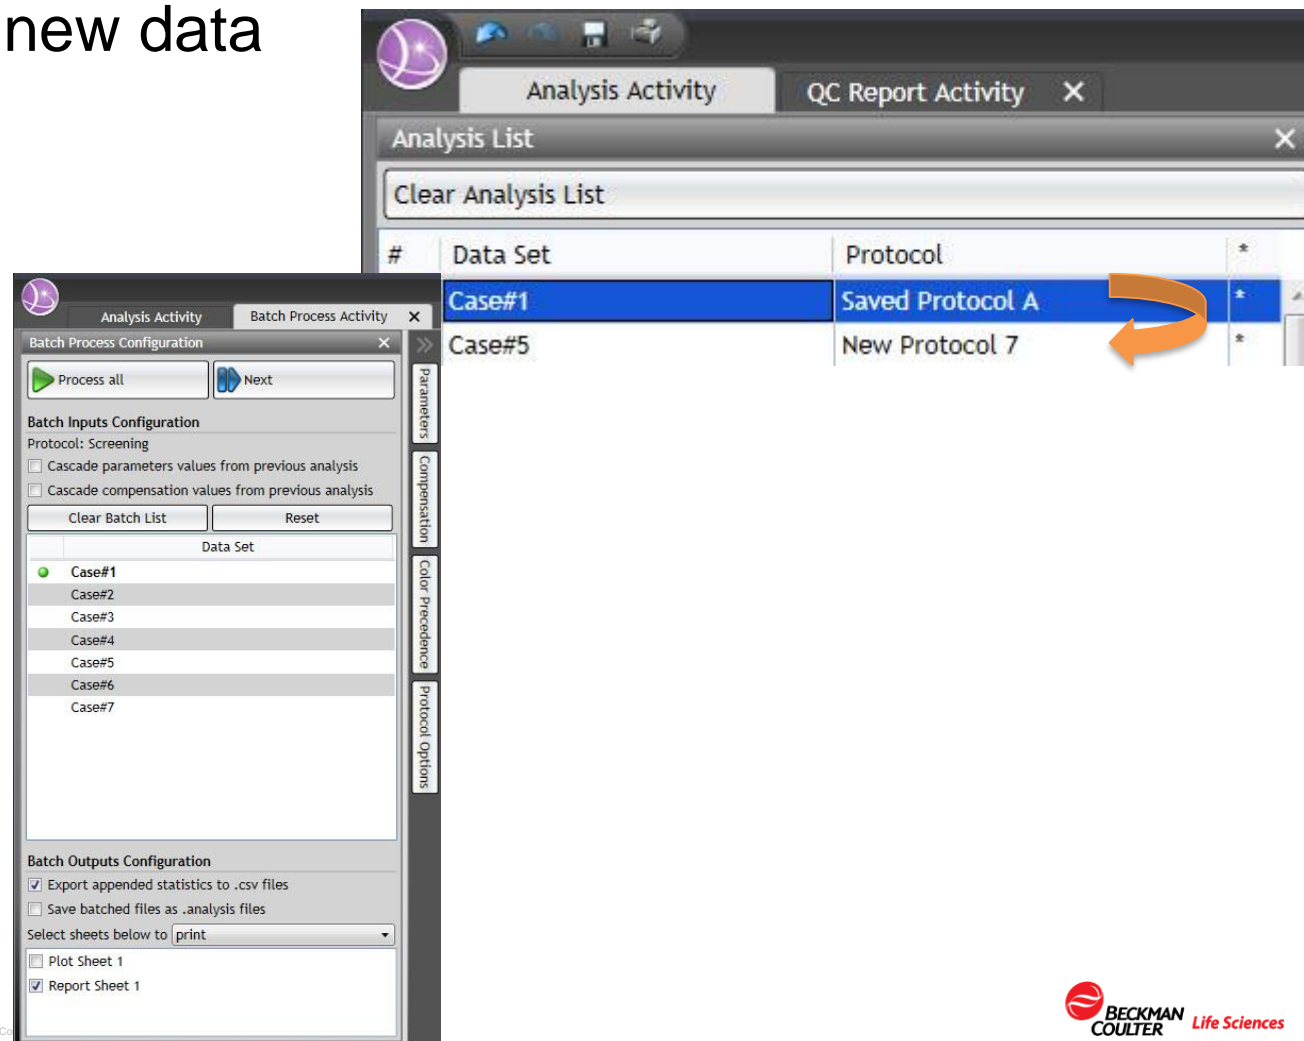 new data
Analysis Activity
QC Report Activity
Analysis List
Clear Analysis List
# Data Set Protocol *
Case#1 Saved Protocol A *
Case#5 New Protocol 7 *
Analysis Activity
Batch Process Activity
Batch Process Configuration
Process all
Next
Batch Inputs Configuration
Protocol: Screening
Cascade parameters values from previous analysis
Cascade compensation values from previous analysis
Clear Batch List
Reset
Data Set
Case#1
Case#2
Case#3
Case#4
Case#5
Case#6
Case#7
Batch Outputs Configuration
Export appended statistics to .csv files
Save batched files as .analysis files
Select sheets below to print
Plot Sheet 1
Report Sheet 1
Parameters
Compensation
Color Precedence
Protocol Options
Co
BECKMAN
COULTER
Life Sciences